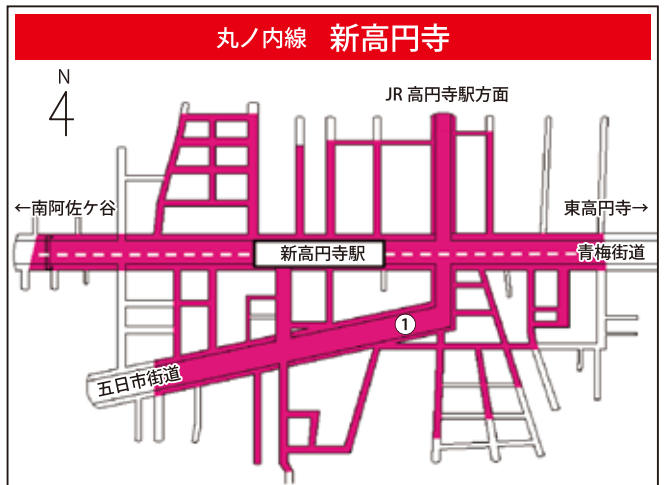 丸ノ内線 新高円寺
N
JR 高円寺駅方面
←南阿佐ケ谷
東高円寺→
新高円寺駅
青梅街道
①
五日市街道